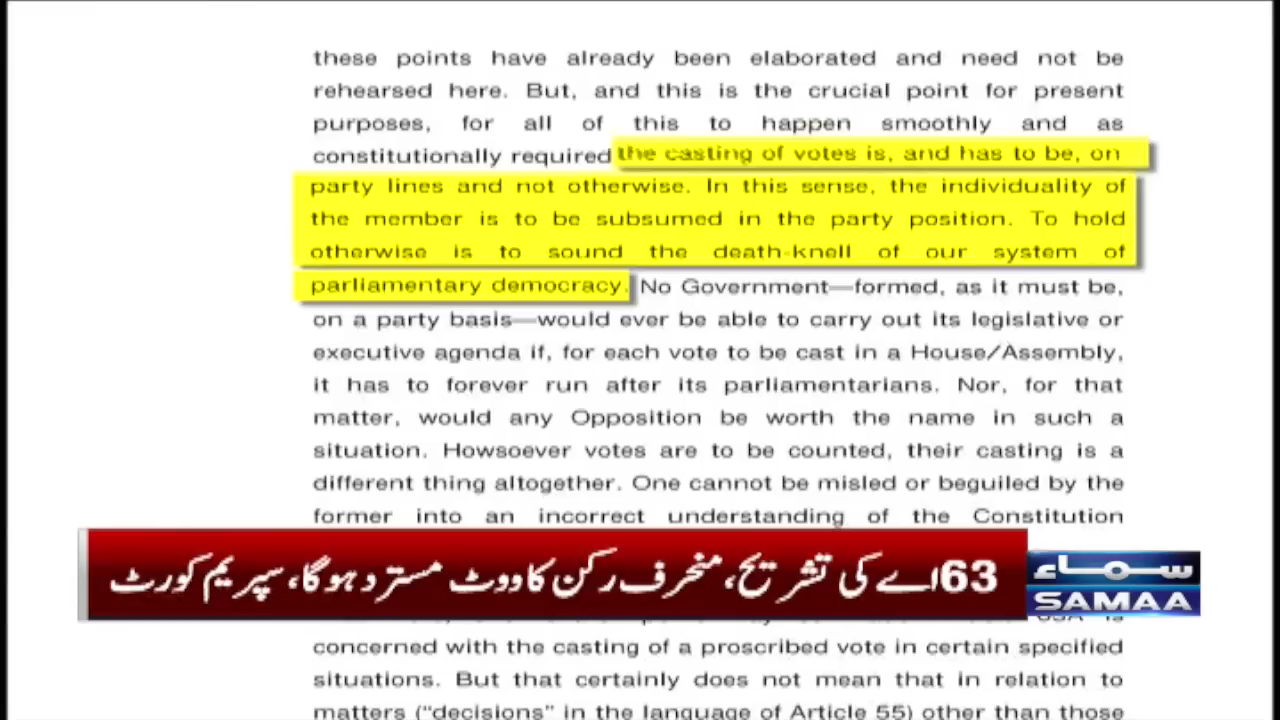 these points have already been elaborated and need not be
rehearsed here. But, and this is the crucial point for present
purposes, for all of this to happen smoothly and as
constitutionally required the casting of votes is, and has to be, on
party lines and not otherwise. In this sense, the individuality of
the member is to be subsumed in the party position. To hold
otherwise is to sound the death-knell of our system of
parliamentary democracy. No Government—formed, as it must be,
on a party basis—would ever be able to carry out its legislative or
executive agenda if, for each vote to be cast in a House/Assembly,
it has to forever run after its parliamentarians. Nor, for that
matter, would any Opposition be worth the name in such a
situation. Howsoever votes are to be counted, their casting is a
different thing altogether. One cannot be misled or beguiled by the
former into an incorrect understanding of the Constitution
63اے کی تشریح، منحرف رکن کا ووٹ مسترد ہوگا، سپریم کورٹ
سماء
SAMAA
concerned with the casting of a proscribed vote in certain specified
situations. But that certainly does not mean that in relation to
matters (“decisions” in the language of Article 55) other than those